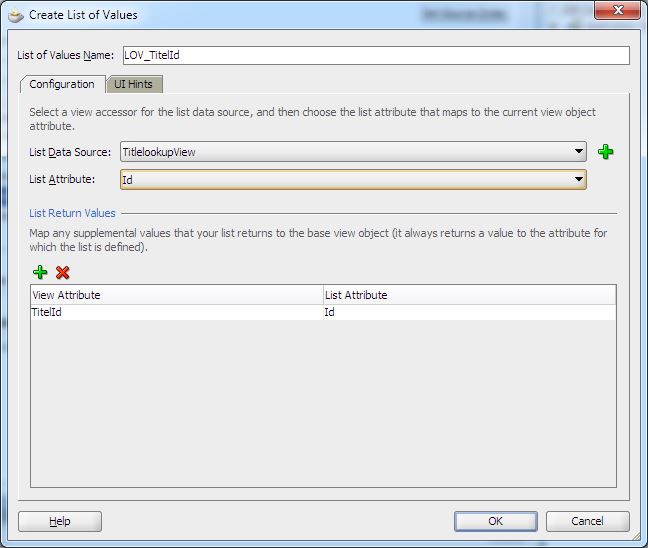 Create List of Values
List of Values Name: LOV_TitelId
Configuration UI Hints
Select a view accessor for the list data source, and then choose the list attribute that maps to the current view object
attribute.
List Data Source: TitlelookupView
List Attribute: Id
List Return Values
Map any supplemental values that your list returns to the base view object (it always returns a value to the attribute for
which the list is defined).
View Attribute List Attribute
TitelId Id
Help OK Cancel